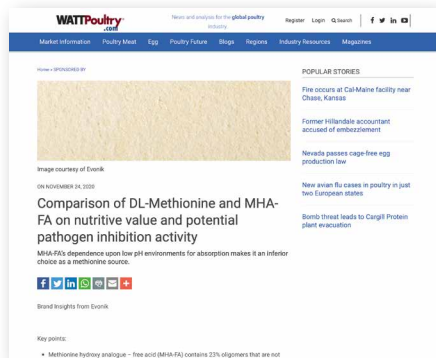 WATTPoultry
.com
News and analysis for the global poultry
industry
Register Login Search
Market Information Poultry Meat Egg Poultry Future Blogs Regions Industry Resources Magazines
Home » SPONSORED BY
Image courtesy of Evonik
ON NOVEMBER 24, 2020
Comparison of DL-Methionine and MHA-
FA on nutritive value and potential
pathogen inhibition activity
MHA-FA's dependence upon low pH environments for absorption makes it an inferior
choice as a methionine source.
Brand Insights from Evonik
Key points:
• Methionine hydroxy analogue – free acid (MHA-FA) contains 23% oligomers that are not
POPULAR STORIES
Fire occurs at Cal-Maine facility near
Chase, Kansas
Former Hillandale accountant
accused of embezzlement
Nevada passes cage-free egg
production law
New avian flu cases in poultry in just
two European states
Bomb threat leads to Cargill Protein
plant evacuation